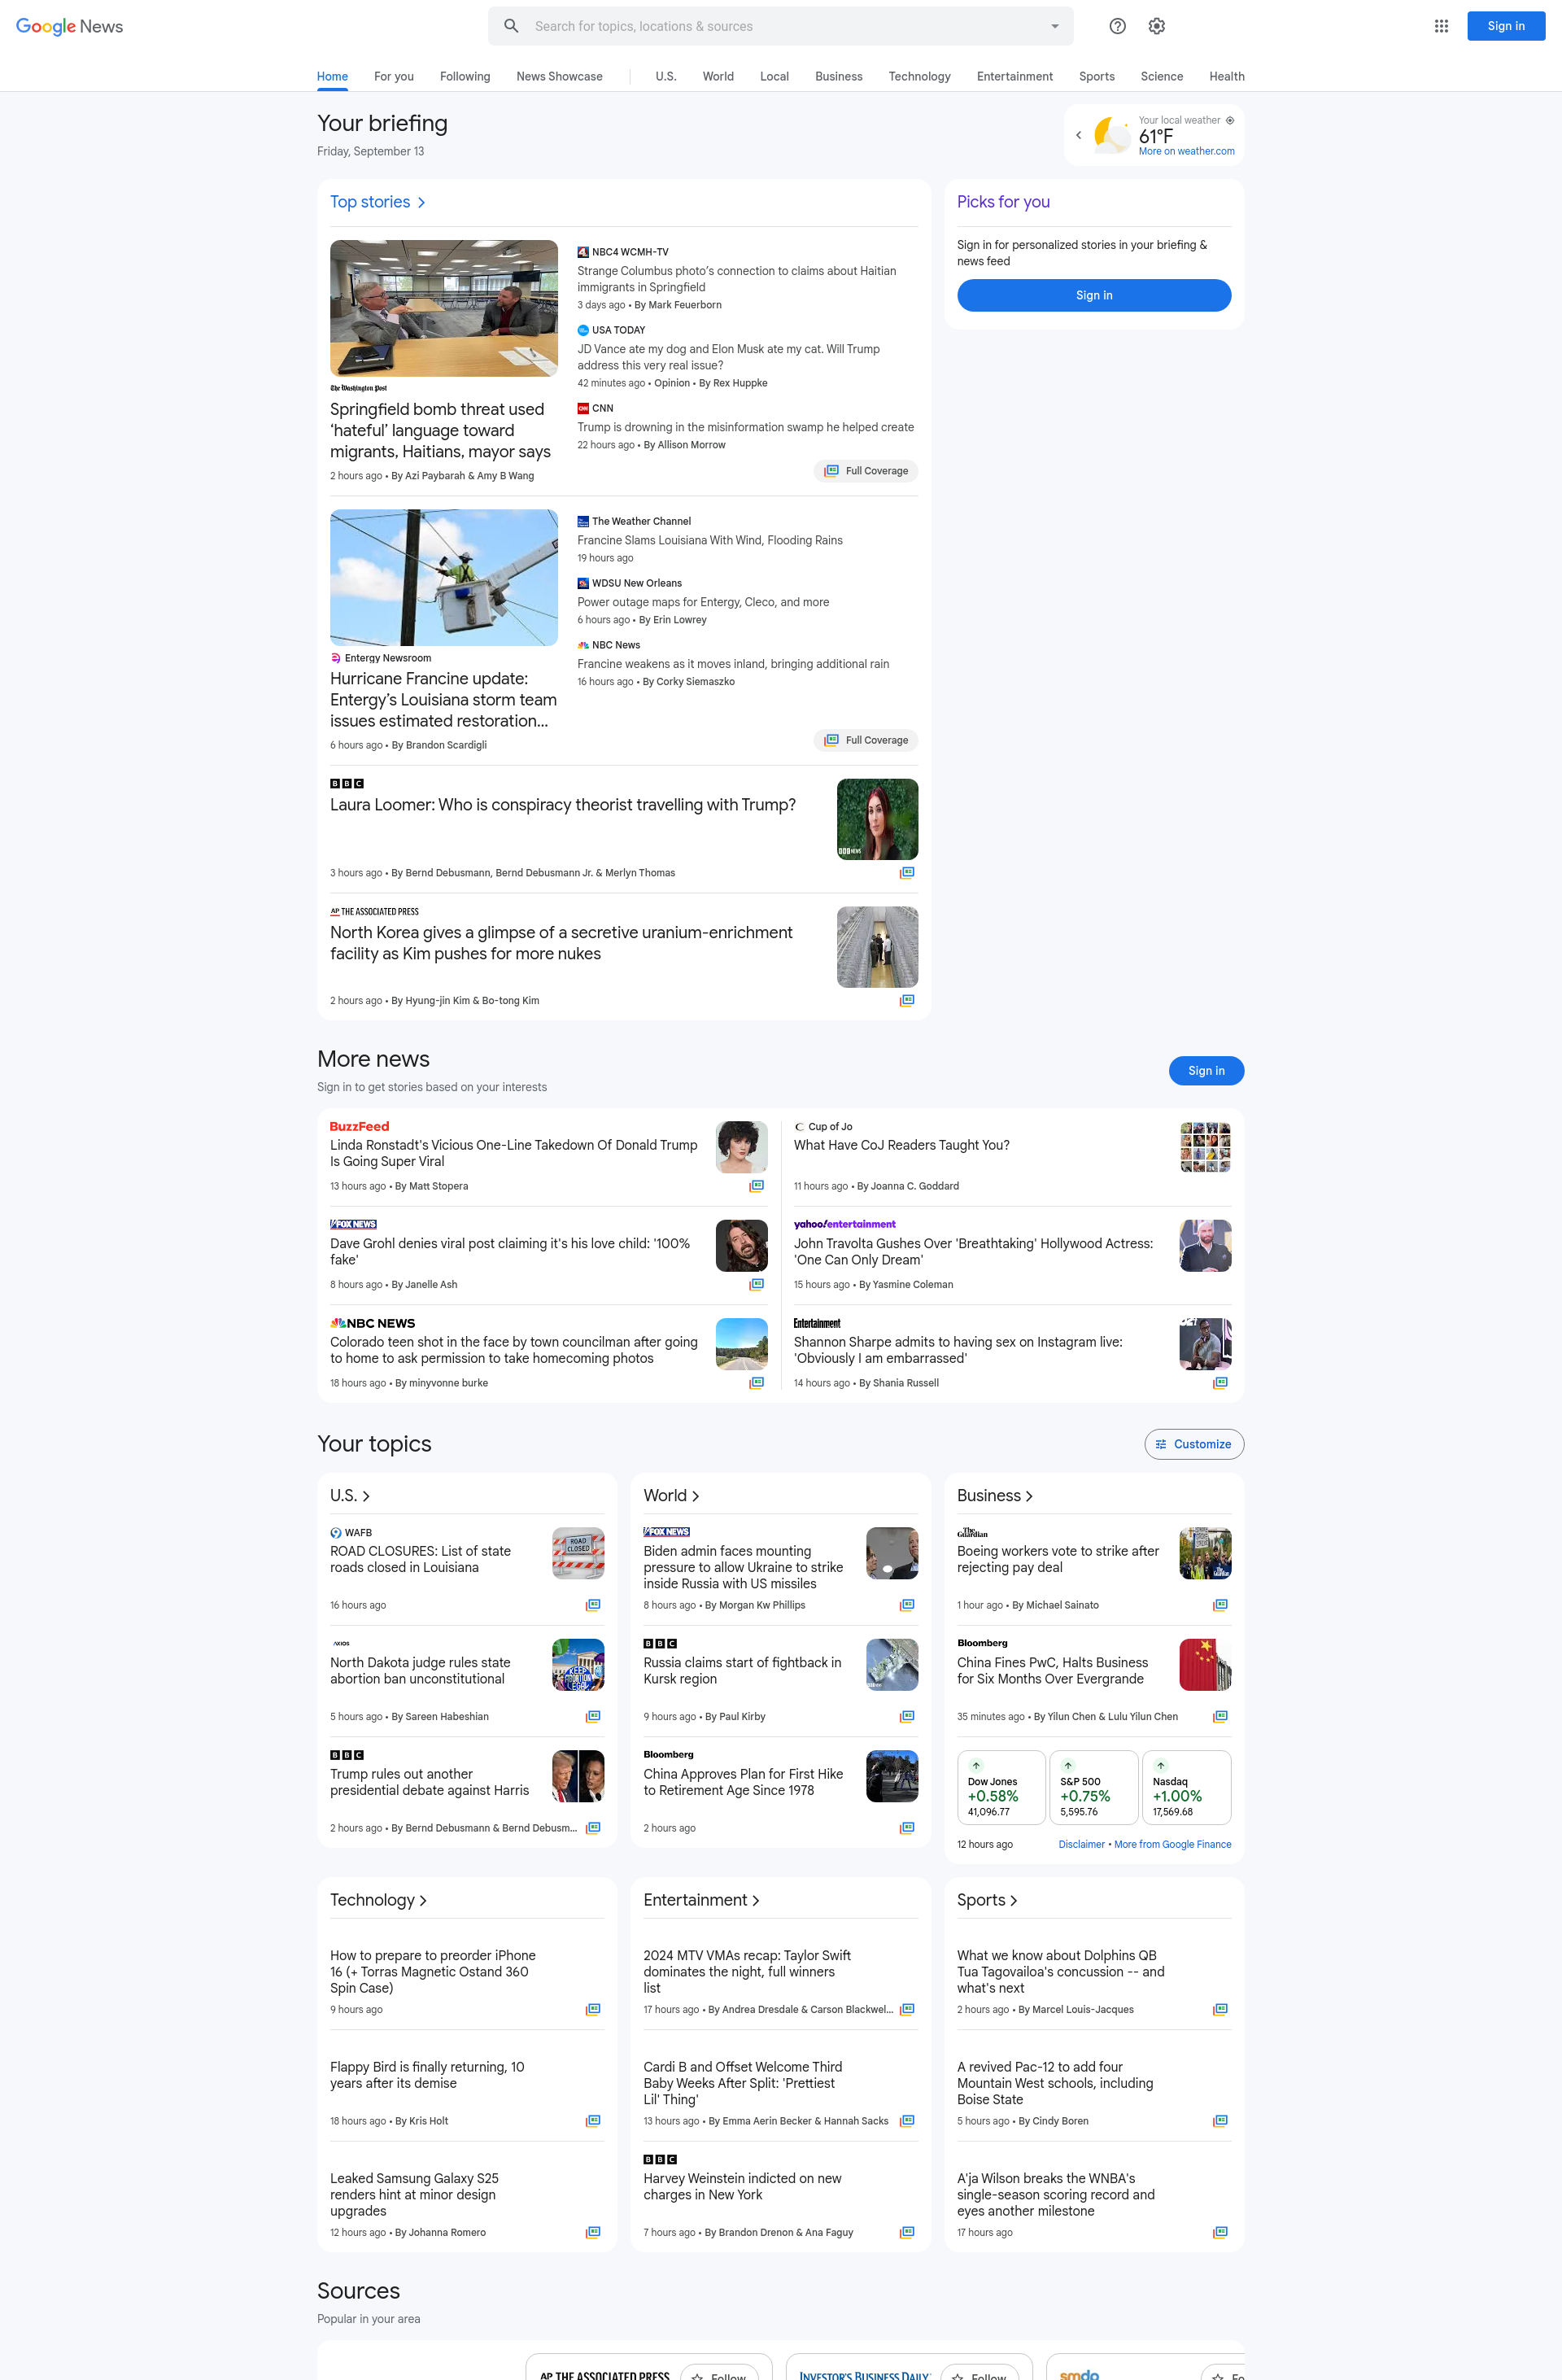 Google News
Search for topics, locations & sources
Sign in
Home
For you
Following
News Showcase
U.S.
World
Local
Business
Technology
Entertainment
Sports
Science
Health
Your briefing
Friday, September 13
Your local weather
61°F
More on weather.com
Top stories
The Washington Post
Springfield bomb threat used
‘hateful’ language toward
migrants, Haitians, mayor says
2 hours ago • By Azi Paybarah & Amy B Wang
NBC4 WCMH-TV
Strange Columbus photo’s connection to claims about Haitian
immigrants in Springfield
3 days ago • By Mark Feuerborn
USA TODAY
JD Vance ate my dog and Elon Musk ate my cat. Will Trump
address this very real issue?
42 minutes ago • Opinion • By Rex Huppke
CNN
Trump is drowning in the misinformation swamp he helped create
22 hours ago • By Allison Morrow
Full Coverage
Picks for you
Sign in for personalized stories in your briefing &
news feed
Sign in
Entergy Newsroom
Hurricane Francine update:
Entergy’s Louisiana storm team
issues estimated restoration...
6 hours ago • By Brandon Scardigli
The Weather Channel
Francine Slams Louisiana With Wind, Flooding Rains
19 hours ago
WDSU New Orleans
Power outage maps for Entergy, Cleco, and more
6 hours ago • By Erin Lowrey
NBC News
Francine weakens as it moves inland, bringing additional rain
16 hours ago • By Corky Siemaszko
Full Coverage
BBC
Laura Loomer: Who is conspiracy theorist travelling with Trump?
3 hours ago • By Bernd Debusmann, Bernd Debusmann Jr. & Merlyn Thomas
BBC NEWS
AP THE ASSOCIATED PRESS
North Korea gives a glimpse of a secretive uranium-enrichment
facility as Kim pushes for more nukes
2 hours ago • By Hyung-jin Kim & Bo-tong Kim
More news
Sign in to get stories based on your interests
Sign in
BuzzFeed
Linda Ronstadt's Vicious One-Line Takedown Of Donald Trump
Is Going Super Viral
13 hours ago • By Matt Stopera
Cup of Jo
What Have CoJ Readers Taught You?
11 hours ago • By Joanna C. Goddard
FOX NEWS
Dave Grohl denies viral post claiming it's his love child: '100%
fake'
8 hours ago • By Janelle Ash
yahoo!entertainment
John Travolta Gushes Over 'Breathtaking' Hollywood Actress:
'One Can Only Dream'
15 hours ago • By Yasmine Coleman
NBC NEWS
Colorado teen shot in the face by town councilman after going
to home to ask permission to take homecoming photos
18 hours ago • By minyvonne burke
Entertainment
Shannon Sharpe admits to having sex on Instagram live:
'Obviously I am embarrassed'
14 hours ago • By Shania Russell
Your topics
Customize
U.S.
WAFB
ROAD CLOSURES: List of state
roads closed in Louisiana
ROAD
CLOSED
16 hours ago
AXIOS
North Dakota judge rules state
abortion ban unconstitutional
KEEP
ABORTION
LEGAL
5 hours ago • By Sareen Habeshian
BBC
Trump rules out another
presidential debate against Harris
2 hours ago • By Bernd Debusmann & Bernd Debusm...
World
FOX NEWS
Biden admin faces mounting
pressure to allow Ukraine to strike
inside Russia with US missiles
8 hours ago • By Morgan Kw Phillips
BBC
Russia claims start of fightback in
Kursk region
9 hours ago • By Paul Kirby
Bloomberg
China Approves Plan for First Hike
to Retirement Age Since 1978
2 hours ago
Business
The Guardian
Boeing workers vote to strike after
rejecting pay deal
1 hour ago • By Michael Sainato
Bloomberg
China Fines PwC, Halts Business
for Six Months Over Evergrande
35 minutes ago • By Yilun Chen & Lulu Yilun Chen
Dow Jones
+0.58%
41,096.77
S&P 500
+0.75%
5,595.76
Nasdaq
+1.00%
17,569.68
12 hours ago
Disclaimer • More from Google Finance
Technology
How to prepare to preorder iPhone
16 (+ Torras Magnetic Ostand 360
Spin Case)
9 hours ago
Flappy Bird is finally returning, 10
years after its demise
18 hours ago • By Kris Holt
Leaked Samsung Galaxy S25
renders hint at minor design
upgrades
12 hours ago • By Johanna Romero
Entertainment
2024 MTV VMAs recap: Taylor Swift
dominates the night, full winners
list
17 hours ago • By Andrea Dresdale & Carson Blackwel...
Cardi B and Offset Welcome Third
Baby Weeks After Split: 'Prettiest
Lil' Thing'
13 hours ago • By Emma Aerin Becker & Hannah Sacks
BBC
Harvey Weinstein indicted on new
charges in New York
7 hours ago • By Brandon Drenon & Ana Faguy
Sports
What we know about Dolphins QB
Tua Tagovailoa's concussion -- and
what's next
2 hours ago • By Marcel Louis-Jacques
A revived Pac-12 to add four
Mountain West schools, including
Boise State
5 hours ago • By Cindy Boren
A'ja Wilson breaks the WNBA's
single-season scoring record and
eyes another milestone
17 hours ago
Sources
Popular in your area
AP THE ASSOCIATED PRESS
Follow
INVESTOR'S BUSINESS DAILY
Follow
smdp
Fo